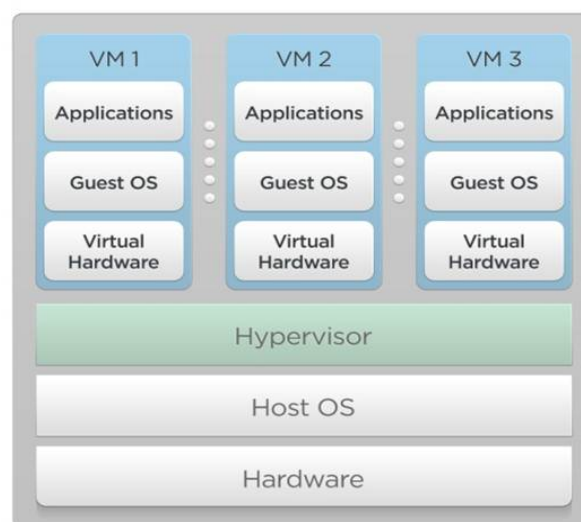 VM 1
Applications
Guest OS
Virtual
Hardware
VM 2
Applications
Guest OS
Virtual
Hardware
VM 3
Applications
Guest OS
Virtual
Hardware
Hypervisor
Host OS
Hardware